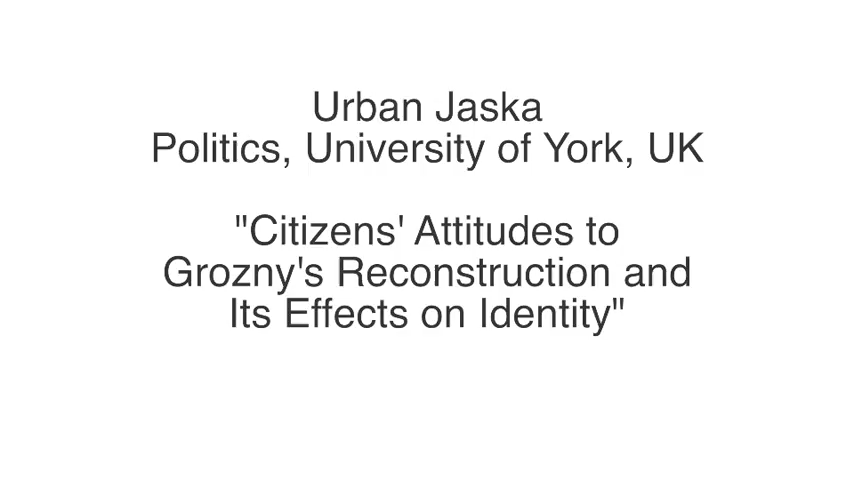 Urban Jaska
Politics, University of York, UK
"Citizens' Attitudes to
Grozny's Reconstruction and
Its Effects on Identity"